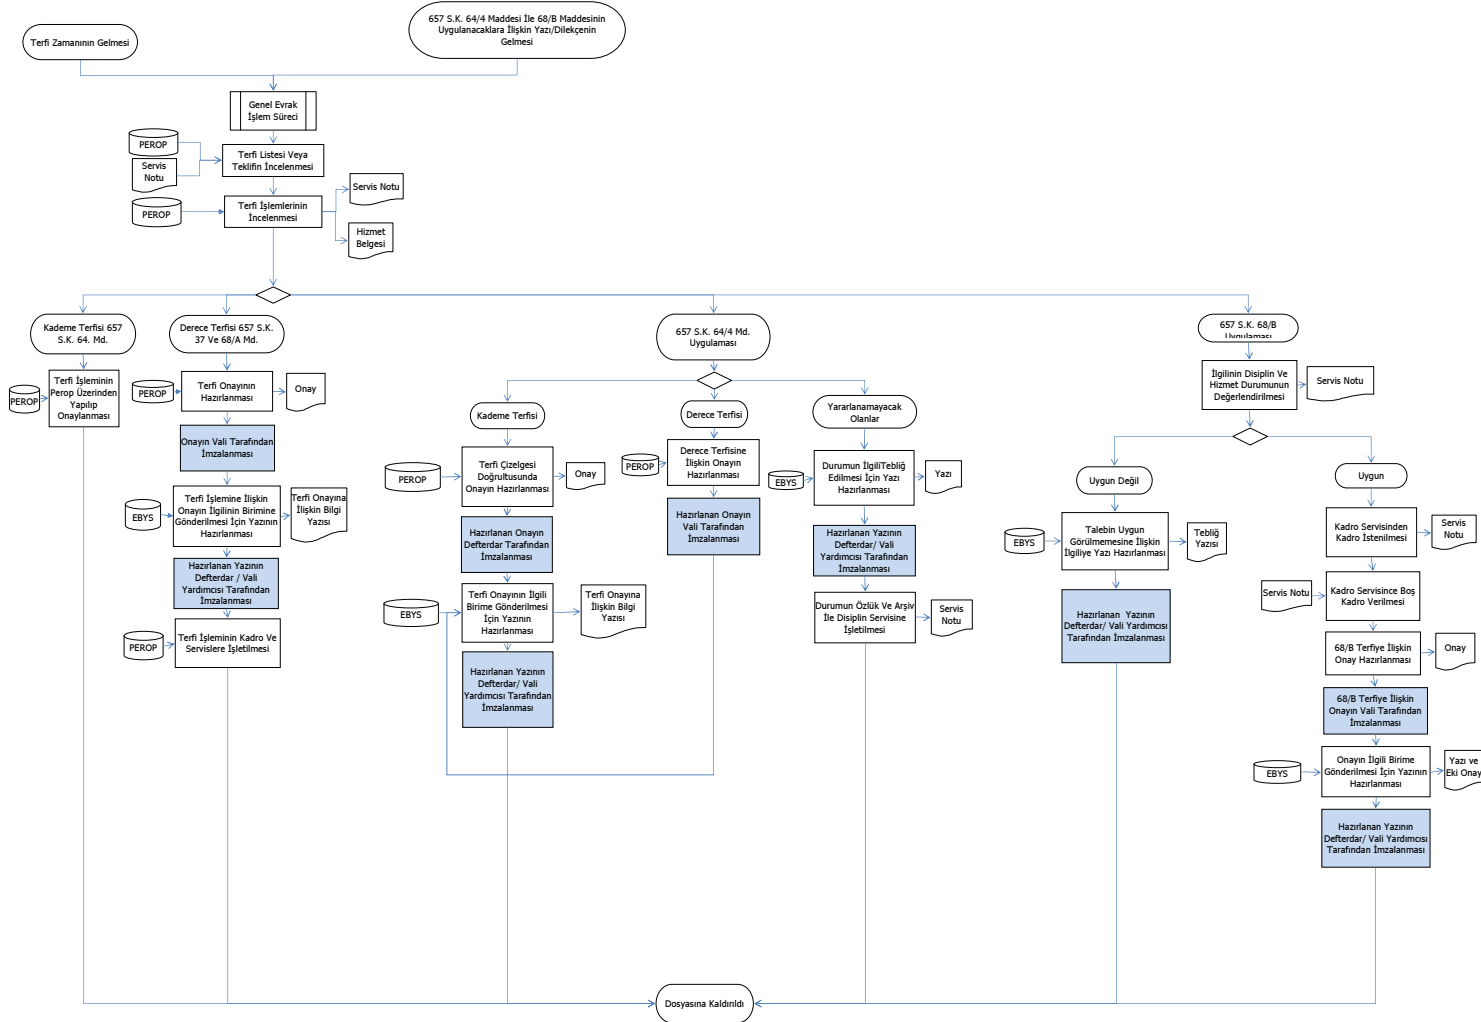 Terfi Zamanının Gelmesi
657 S.K. 64/4 Maddesi İle 68/B Maddesinin
Uygulanacaklara İlişkin Yazı/Dilekçenin
Gelmesi
Genel Evrak
İşlem Süreci
PEROP
Servis
Notu
Terfi Listesi Veya
Teklifin İncelenmesi
PEROP
Terfi İşlemlerinin
İncelenmesi
Servis Notu
Hizmet
Belgesi
Kademe Terfisi 657
S.K. 64. Md.
PEROP
Terfi İşleminin
Perop Üzerinden
Yapılıp
Onaylanması
Derece Terfisi 657 S.K.
37 Ve 68/A Md.
PEROP
Terfi Onayının
Hazırlanması
Onay
Onayın Vali Tarafından
İmzalanması
EBYS
Terfi İşlemine İlişkin
Onayın İlgilinin Birimine
Gönderilmesi İçin Yazının
Hazırlanması
Terfi Onayına
İlişkin Bilgi
Yazısı
Hazırlanan Yazının
Defterdar / Vali
Yardımcısı Tarafından
İmzalanması
PEROP
Terfi İşleminin Kadro Ve
Servislere İşletilmesi
657 S.K. 64/4 Md.
Uygulaması
Kademe Terfisi
PEROP
Terfi Çizelgesi
Doğrultusunda
Onayın Hazırlanması
Onay
Hazırlanan Onayın
Defterdar Tarafından
İmzalanması
EBYS
Terfi Onayının İlgili
Birime Gönderilmesi
İçin Yazının
Hazırlanması
Terfi Onayına
İlişkin Bilgi
Yazısı
Hazırlanan Yazının
Defterdar/ Vali
Yardımcısı Tarafından
İmzalanması
Derece Terfisi
PEROP
Derece Terfisine
İlişkin Onayın
Hazırlanması
Hazırlanan Onayın
Vali Tarafından
İmzalanması
Yararlanamayacak
Olanlar
EBYS
Durumun İlgiliTebliğ
Edilmesi İçin Yazı
Hazırlanması
Yazı
Hazırlanan Yazının
Defterdar/ Vali
Yardımcısı Tarafından
İmzalanması
Durumun Özlük Ve Arşiv
İle Disiplin Servisine
İşletilmesi
Servis
Notu
657 S.K. 68/B
Uygulaması
İlgilinin Disiplin Ve
Hizmet Durumunun
Değerlendirilmesi
Servis Notu
Uygun Değil
EBYS
Talebin Uygun
Görülmemesine İlişkin
İlgiliye Yazı Hazırlanması
Tebliğ
Yazısı
Hazırlanan  Yazının
Defterdar/ Vali Yardımcısı
Tarafından İmzalanması
Uygun
Kadro Servisinden
Kadro İstenilmesi
Servis
Notu
Servis Notu
Kadro Servisince Boş
Kadro Verilmesi
68/B Terfiye İlişkin
Onay Hazırlanması
Onay
68/B Terfiye İlişkin
Onayın Vali Tarafından
İmzalanması
EBYS
Onayın İlgili Birime
Gönderilmesi İçin Yazının
Hazırlanması
Yazı ve
Eki Onay
Hazırlanan Yazının
Defterdar/ Vali Yardımcısı
Tarafından İmzalanması
Dosyasına Kaldırıldı